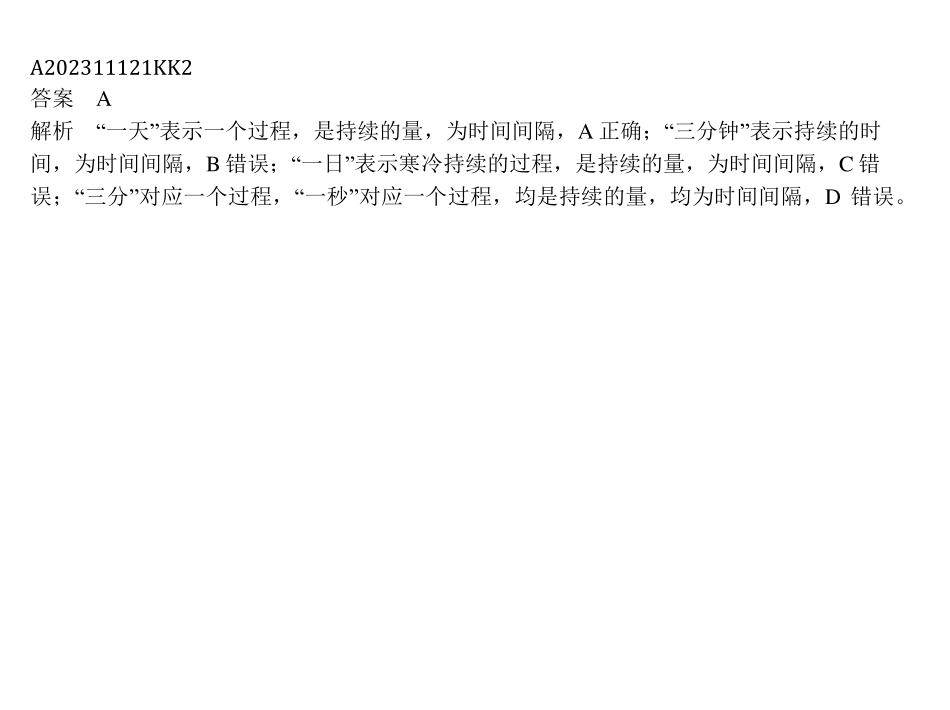 A202311121KK2
答案　A
解析　“一天”表示一个过程，是持续的量，为时间间隔，A 正确；“三分钟”表示持续的时
间，为时间间隔，B 错误；“一日”表示寒冷持续的过程，是持续的量，为时间间隔，C 错
误；“三分”对应一个过程，“一秒”对应一个过程，均是持续的量，均为时间间隔，D 错误。